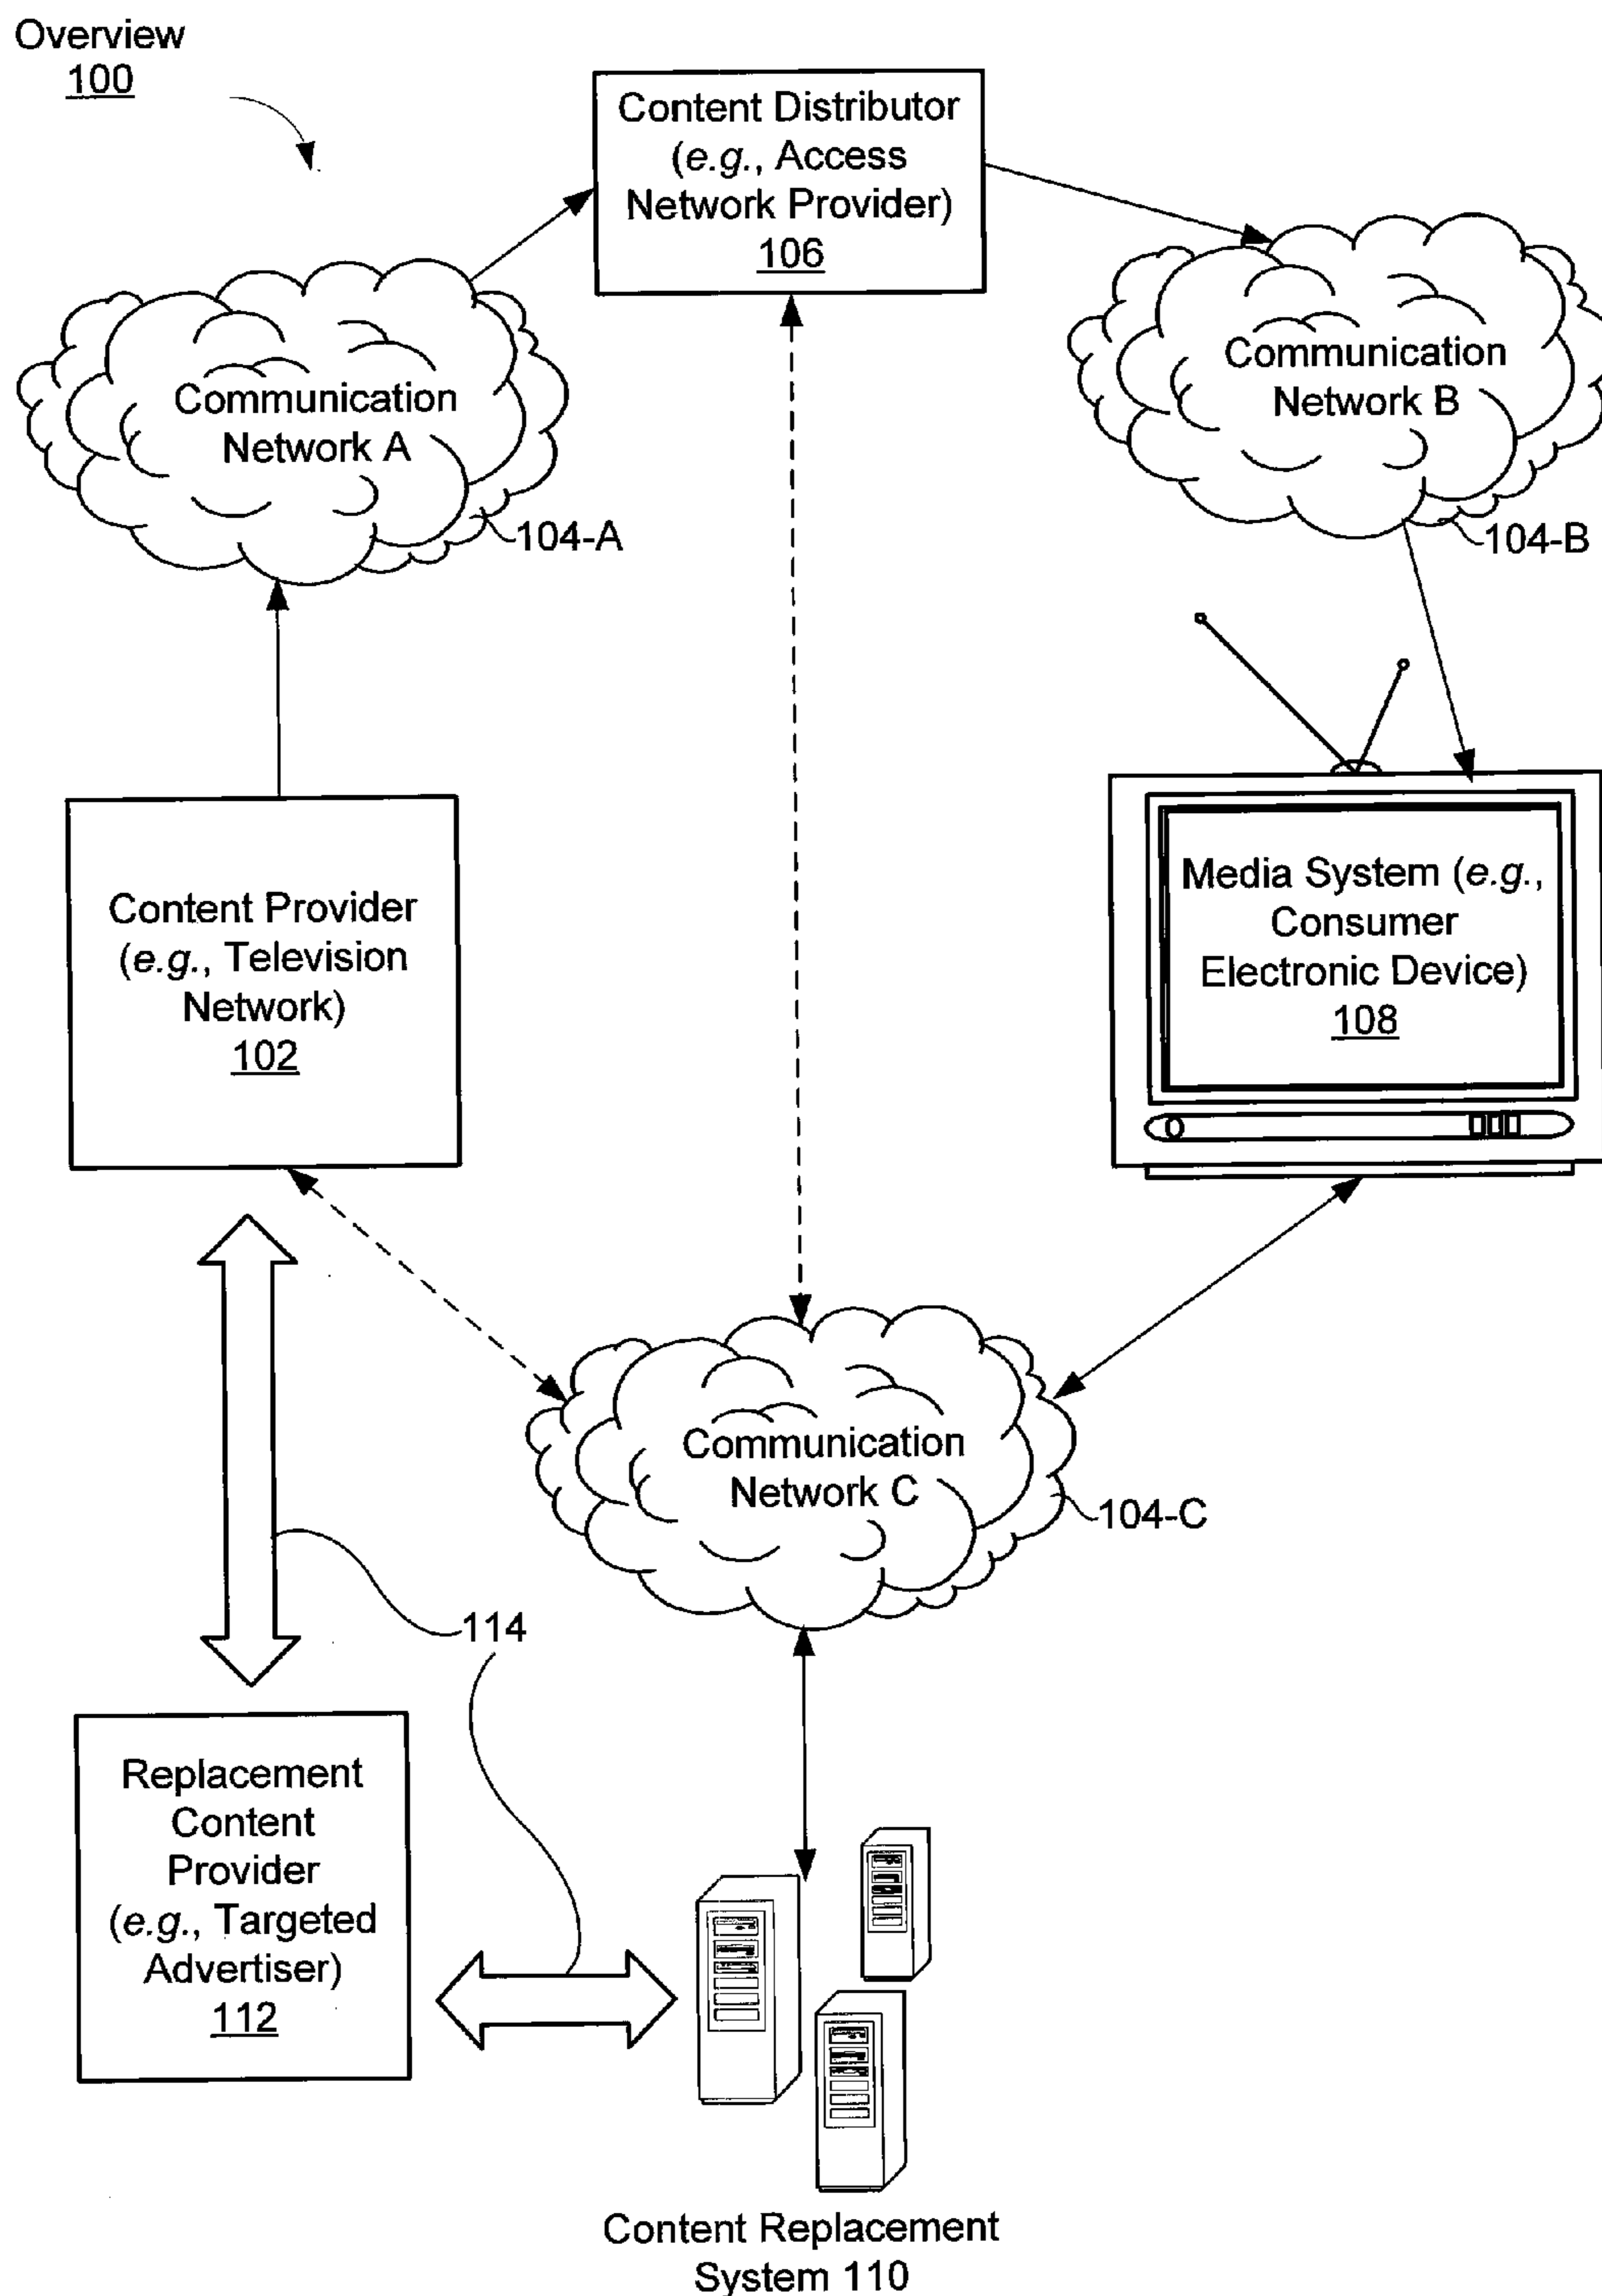 Overview
100
Content Distributor
(e.g., Access
Network Provider)
106
Communication
Network A
104-A
Communication
Network B
104-B
Content Provider
(e.g., Television
Network)
102
Media System (e.g.,
Consumer
Electronic Device)
108
Communication
Network C
104-C
114
Replacement
Content
Provider
(e.g., Targeted
Advertiser)
112
Content Replacement
System 110